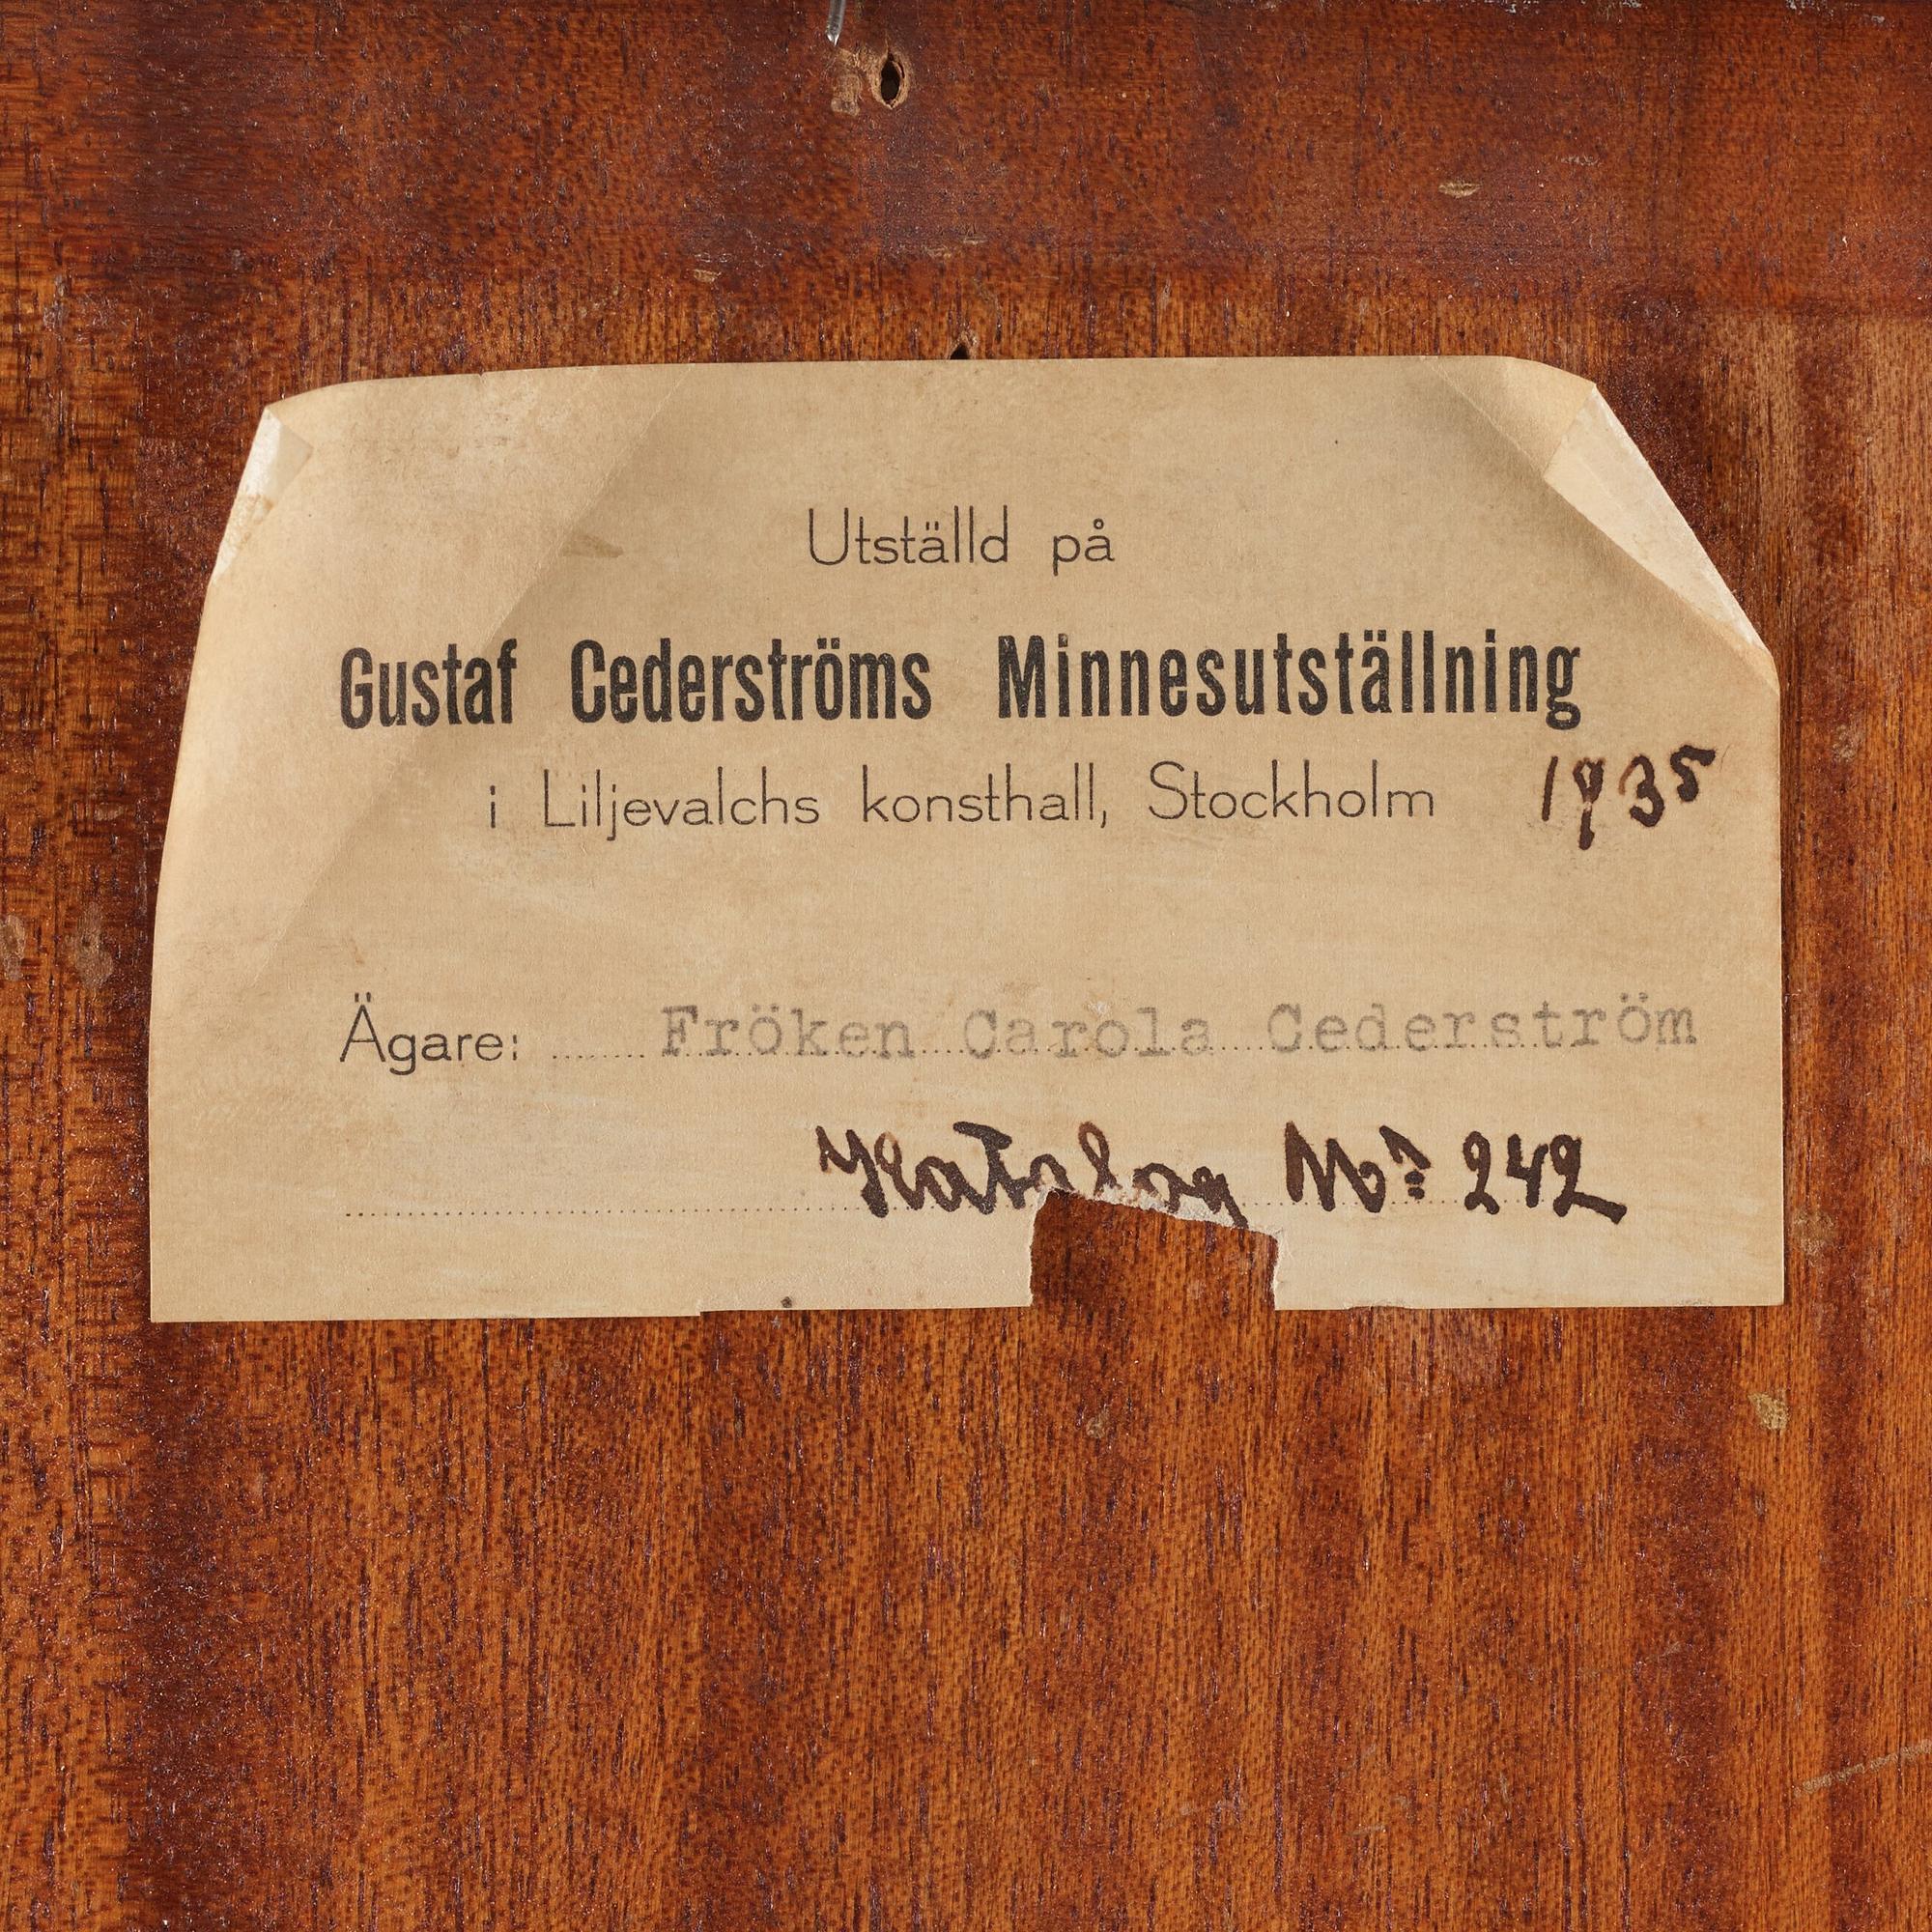 Utställd på
Gustaf Cederströms Minnesutställning
i Liljevalchs konsthall, Stockholm 1935
Ägare: Fröken Carola Cederström
Katalog No: 242